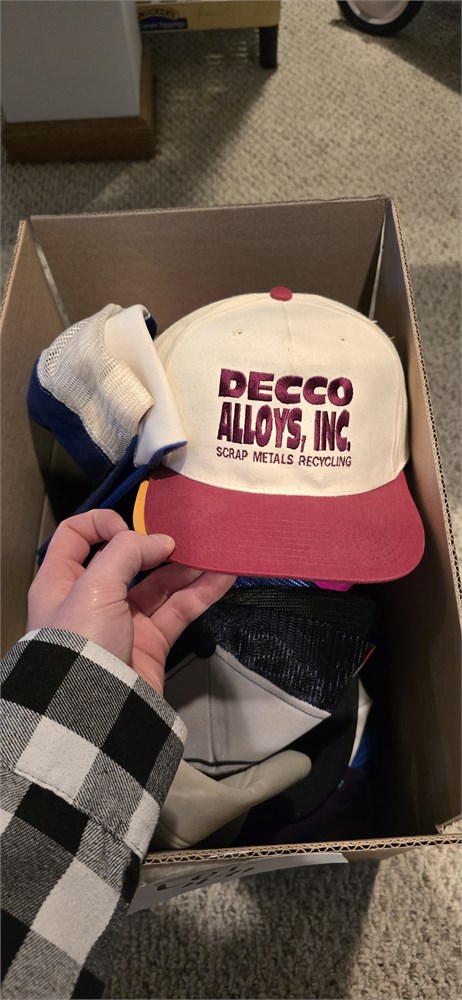 DECCO
ALLOYS, INC.
SCRAP METALS RECYCLING